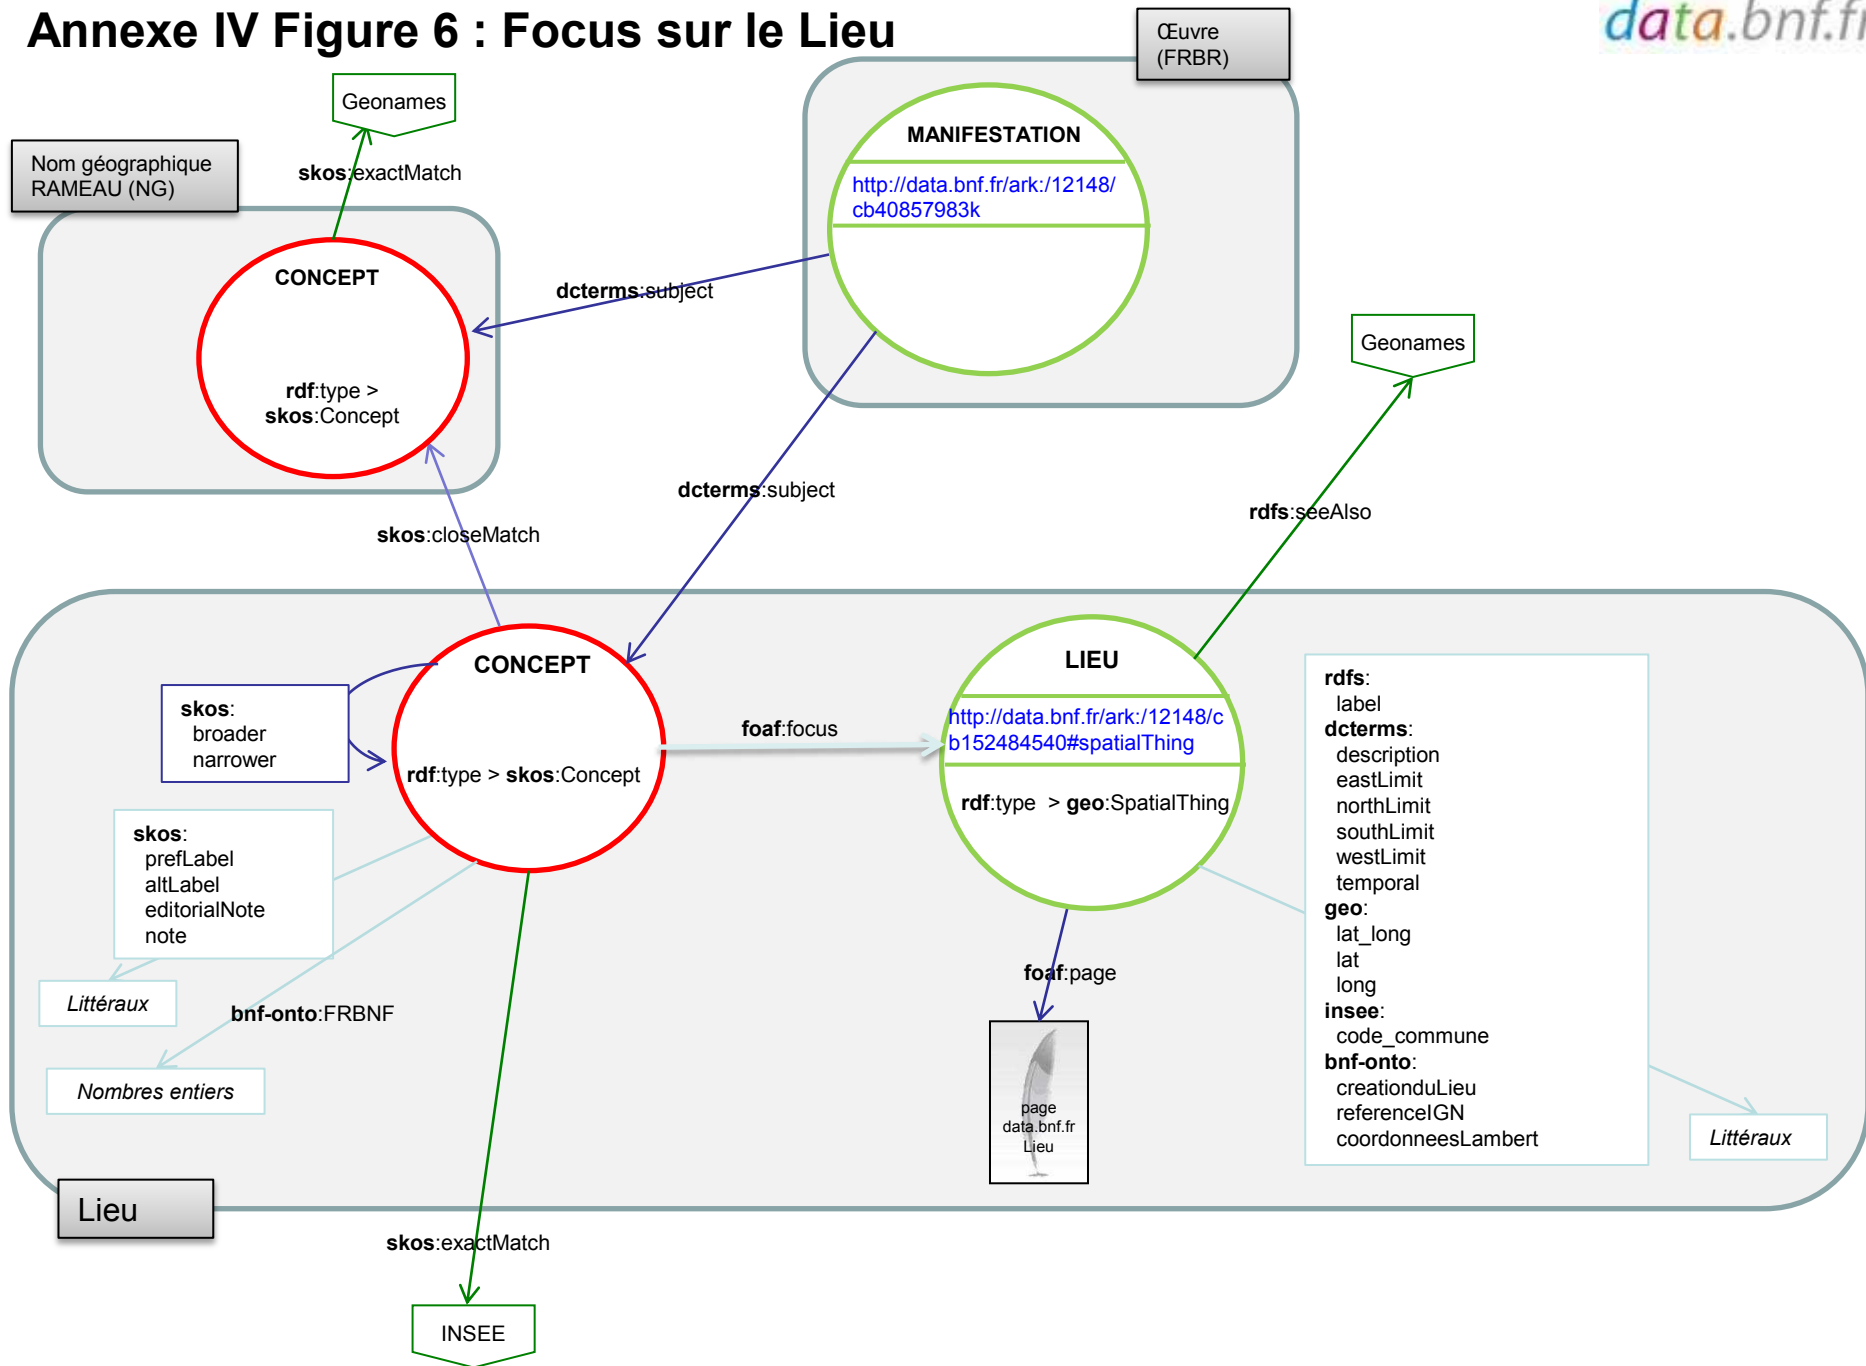 Annexe IV Figure 6 : Focus sur le Lieu
data.bnf.fr
Œuvre
(FRBR)
Geonames
Nom géographique
RAMEAU (NG)
skos:exactMatch
MANIFESTATION
http://data.bnf.fr/ark:/12148/
cb40857983k
CONCEPT
rdf:type >
skos:Concept
dcterms:subject
Geonames
dcterms:subject
rdfs:seeAlso
skos:closeMatch
CONCEPT
rdf:type > skos:Concept
skos:
broader
narrower
foaf:focus
LIEU
http://data.bnf.fr/ark:/12148/c
b152484540#spatialThing
rdf:type > geo:SpatialThing
rdfs:
label
dcterms:
description
eastLimit
northLimit
southLimit
westLimit
temporal
geo:
lat_long
lat
long
insee:
code_commune
bnf-onto:
creationduLieu
referenceIGN
coordonneesLambert
Littéraux
skos:
prefLabel
altLabel
editorialNote
note
Littéraux
bnf-onto:FRBNF
Nombres entiers
foaf:page
page
data.bnf.fr
Lieu
Lieu
skos:exactMatch
INSEE